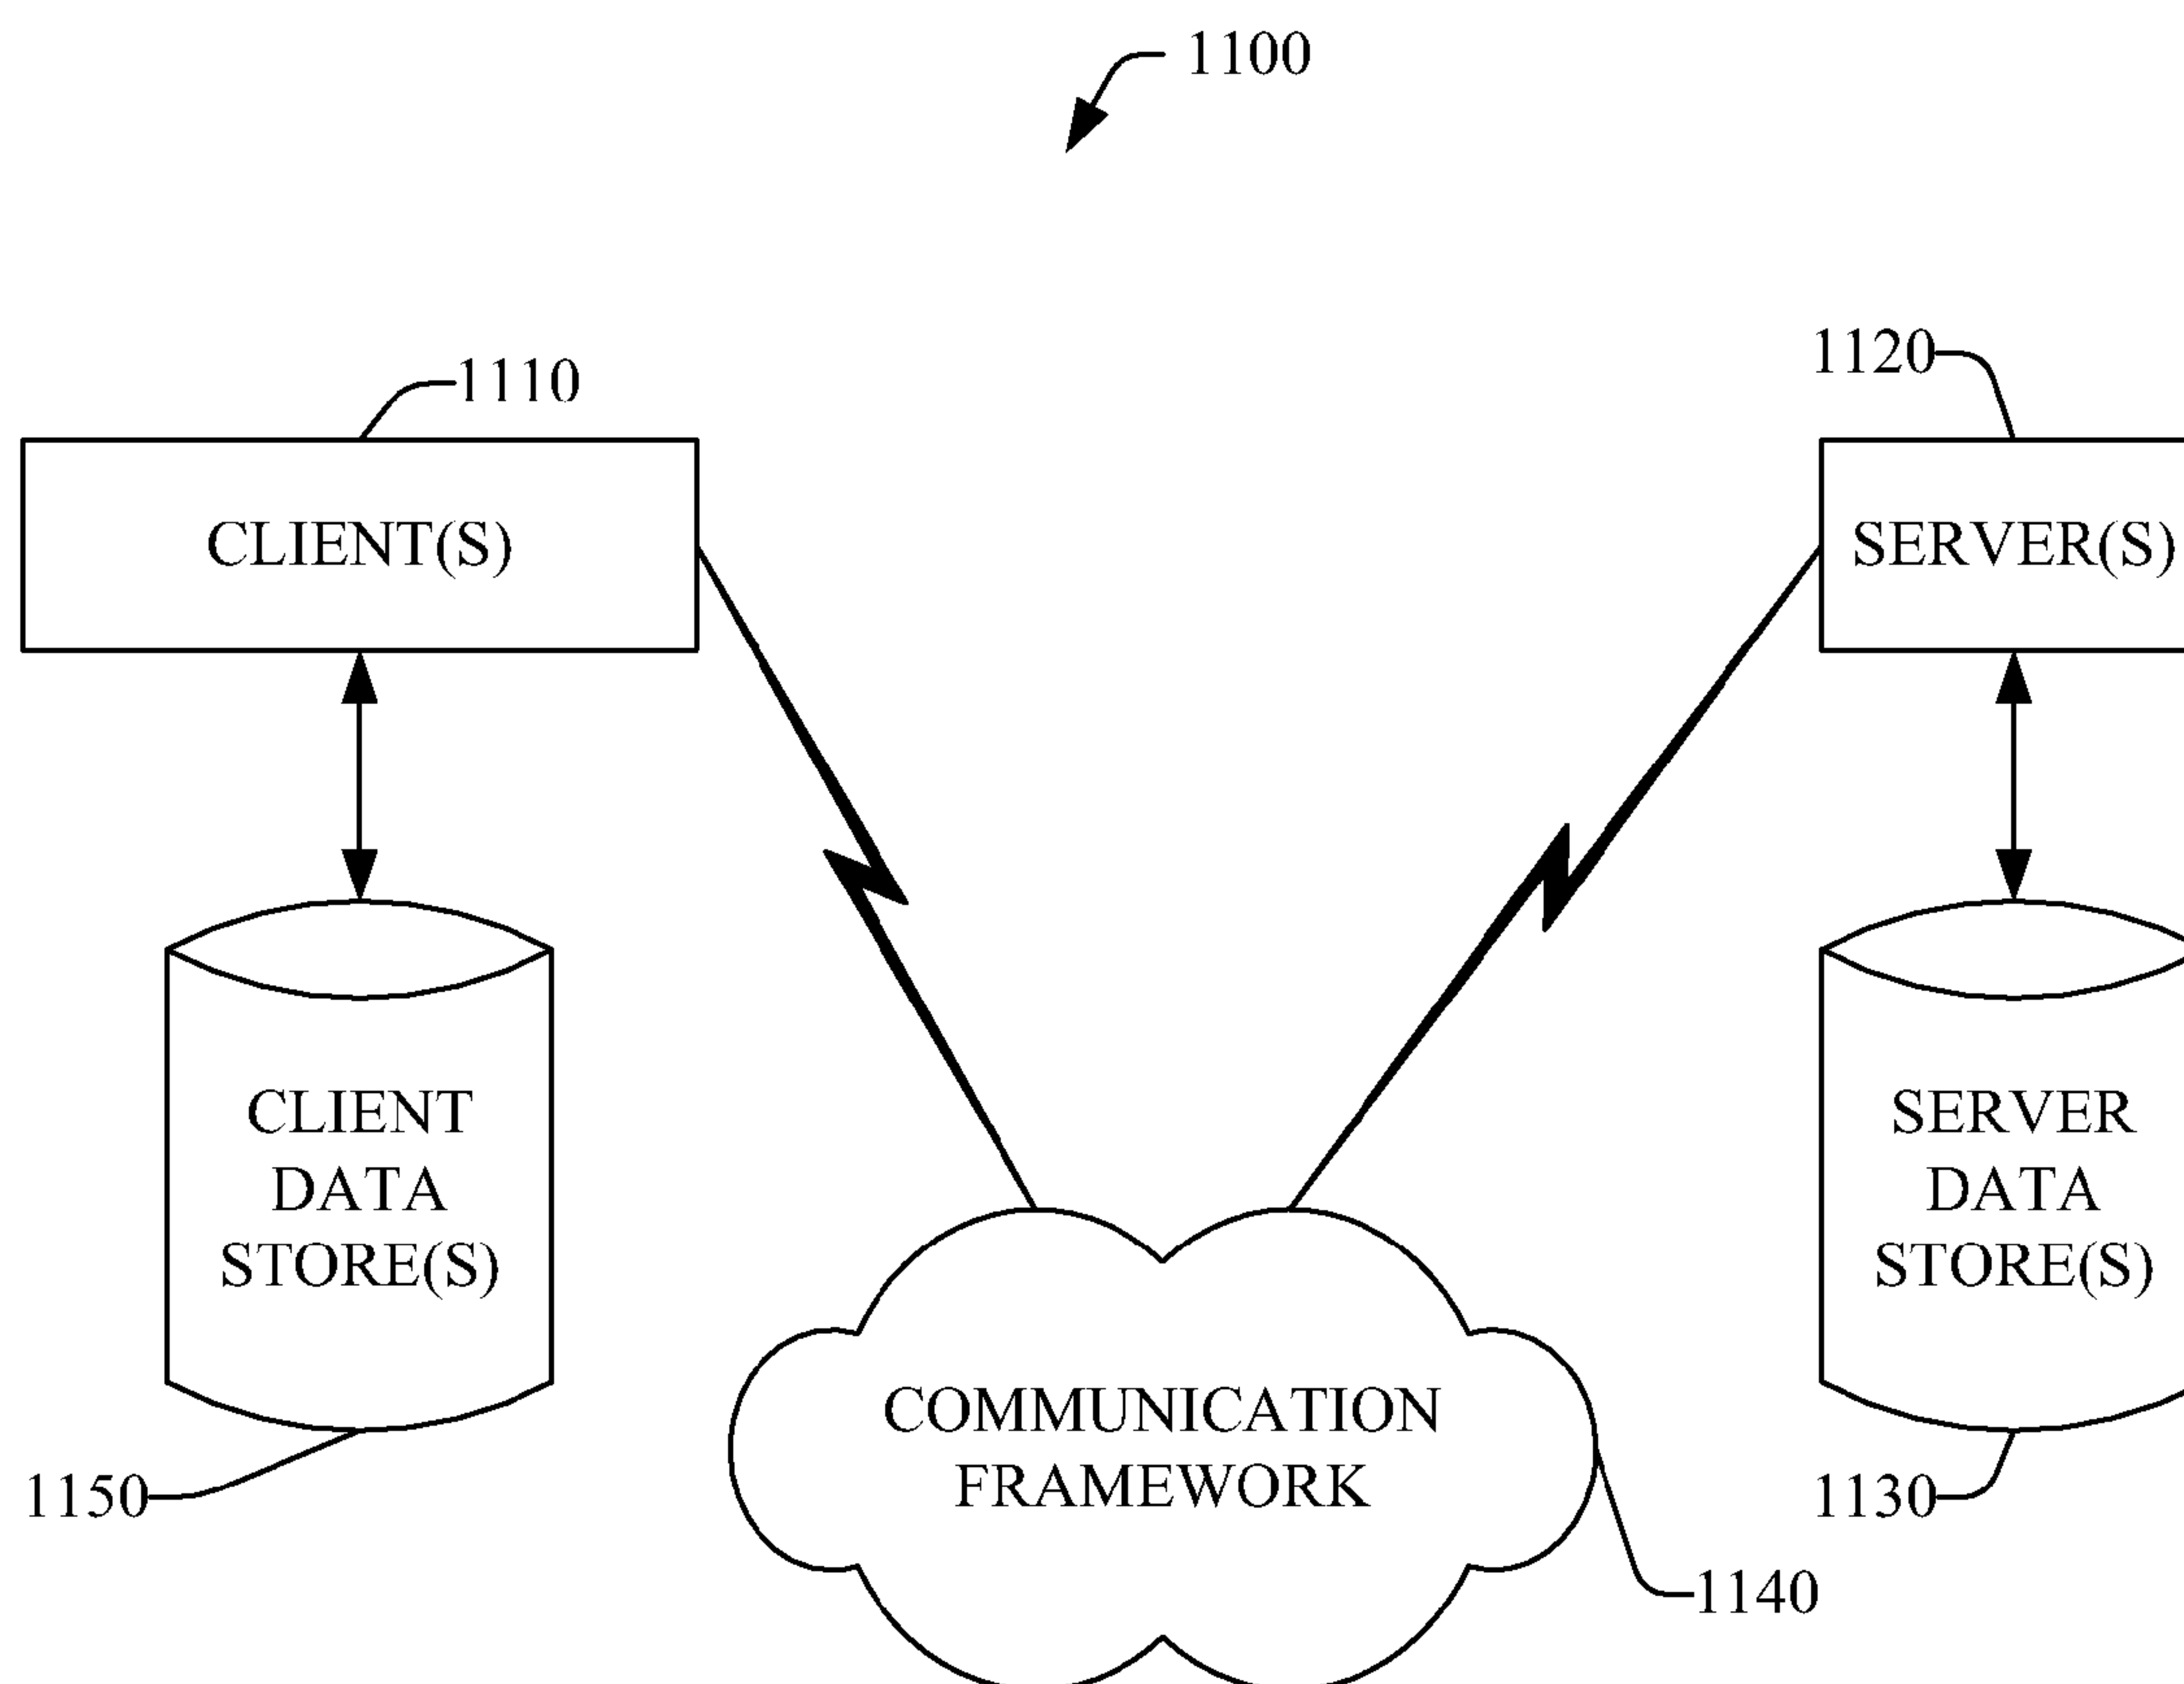 1100
1110
1120
CLIENT(S)
SERVER(S)
CLIENT
DATA
STORE(S)
SERVER
DATA
STORE(S)
COMMUNICATION
FRAMEWORK
1150
1130
1140